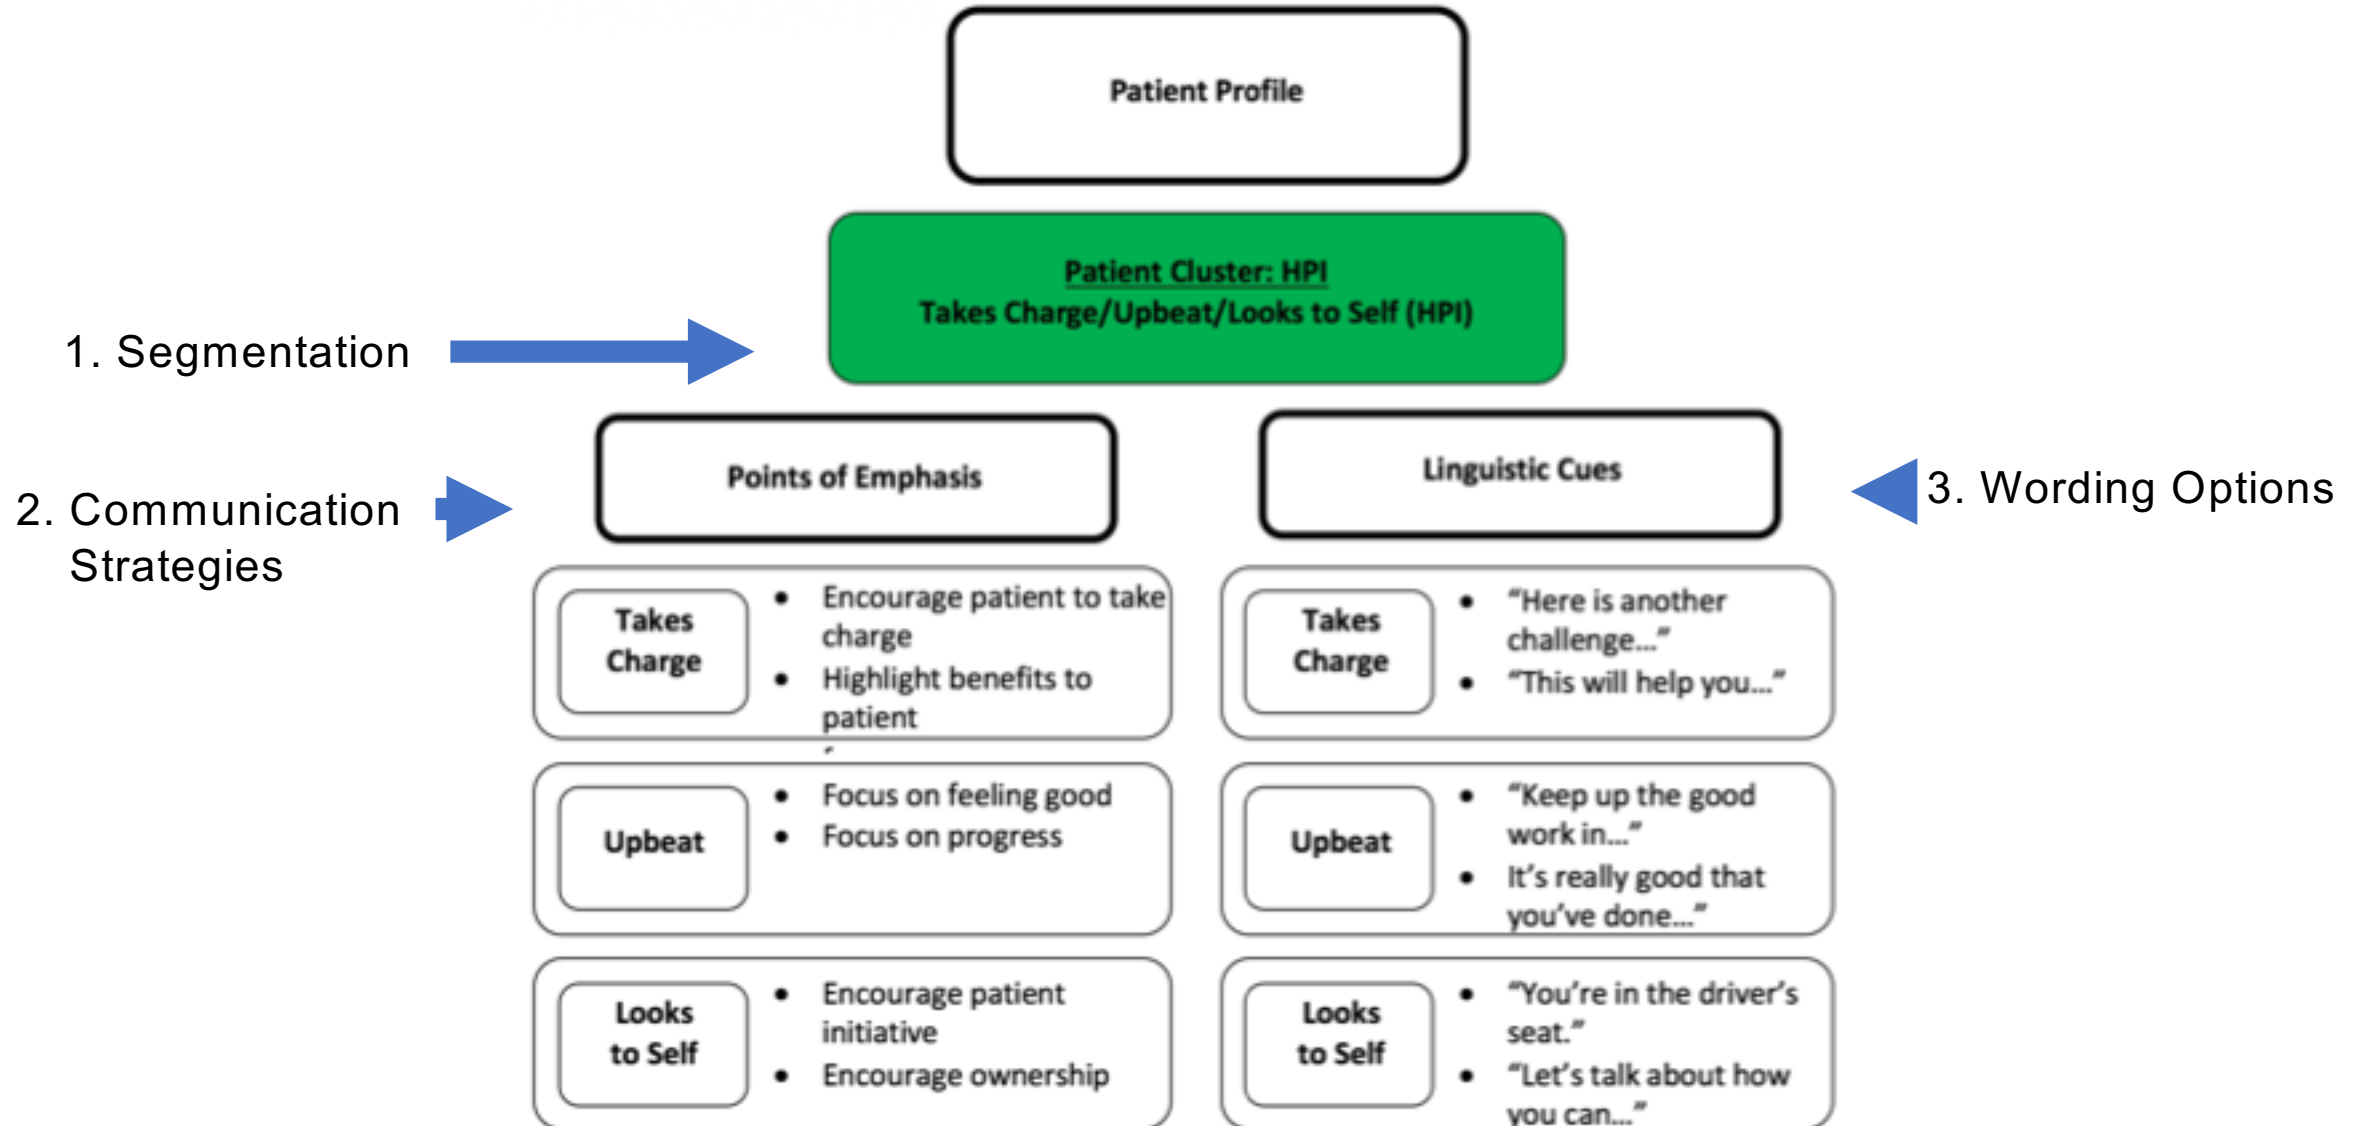 Patient Profile
Patient Cluster: HPI
Takes Charge/Upbeat/Looks to Self (HPI)
1. Segmentation
2. Communication
Strategies
Points of Emphasis
Linguistic Cues
3. Wording Options
Takes
Charge
• Encourage patient to take
charge
• Highlight benefits to
patient
Takes
Charge
• “Here is another
challenge...”
• “This will help you...”
Upbeat
• Focus on feeling good
• Focus on progress
Upbeat
• “Keep up the good
work in...”
• It’s really good that
you’ve done...”
Looks
to Self
• Encourage patient
initiative
• Encourage ownership
Looks
to Self
• “You’re in the driver’s
seat.”
• “Let’s talk about how
you can...”